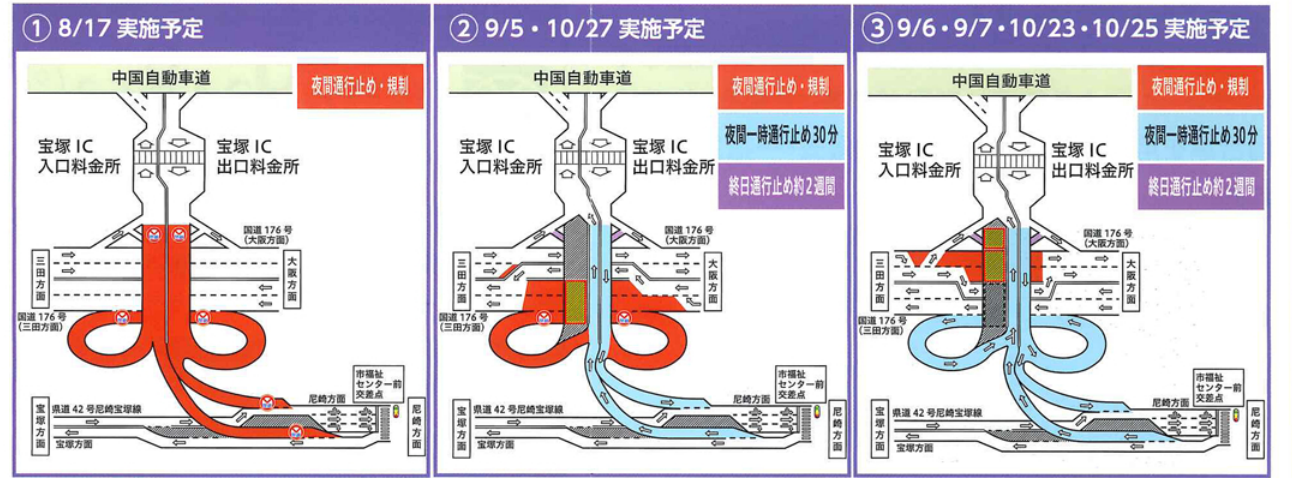 ① 8/17 実施予定
中国自動車道
夜間通行止め・規制
宝塚 IC
入口料金所
宝塚 IC
出口料金所
国道 176 号
(大阪方面)
三田方面
大阪方面
国道 176 号
(三田方面)
市福祉
センター前
交差点
尼崎方面
県道 42 号尼崎宝塚線
宝塚方面
尼崎方面
宝塚方面
② 9/5・10/27 実施予定
中国自動車道
夜間通行止め・規制
夜間一時通行止め30分
終日通行止め約2週間
宝塚 IC
入口料金所
宝塚 IC
出口料金所
国道 176 号
(大阪方面)
三田方面
大阪方面
国道 176 号
(三田方面)
市福祉
センター前
交差点
尼崎方面
県道 42 号尼崎宝塚線
宝塚方面
尼崎方面
宝塚方面
③ 9/6・9/7・10/23・10/25 実施予定
中国自動車道
夜間通行止め・規制
夜間一時通行止め30分
終日通行止め約2週間
宝塚 IC
入口料金所
宝塚 IC
出口料金所
国道 176 号
(大阪方面)
三田方面
大阪方面
国道 176 号
(三田方面)
市福祉
センター前
交差点
尼崎方面
県道 42 号尼崎宝塚線
宝塚方面
尼崎方面
宝塚方面